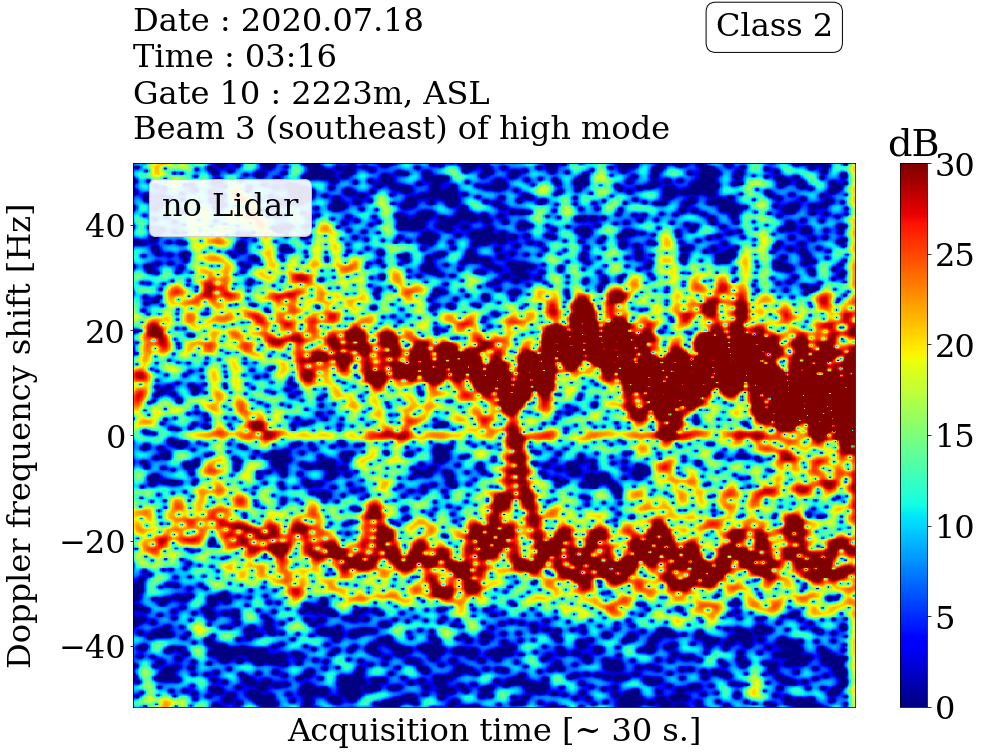 Date : 2020.07.18
Time : 03:16
Gate 10 : 2223m, ASL
Beam 3 (southeast) of high mode
Class 2
no Lidar
Doppler frequency shift [Hz]
40
20
0
−20
−40
Acquisition time [~ 30 s.]
dB
30
25
20
15
10
5
0